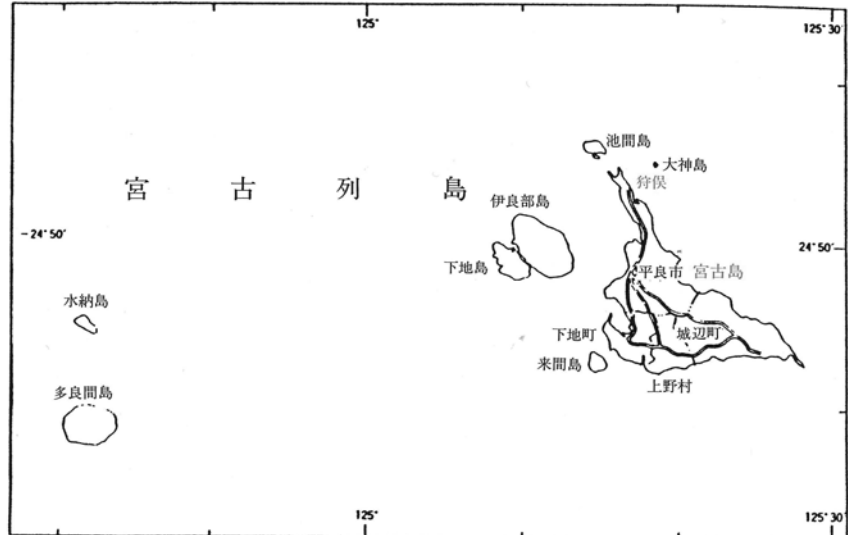 125°
125° 30'
池間島
大神島
狩俣
宮古列島
伊良部島
-24° 50'
24° 50'
下地島
平良市
宮古島
水納島
下地町
城辺町
来間島
多良間島
上野村
125°
125° 30'